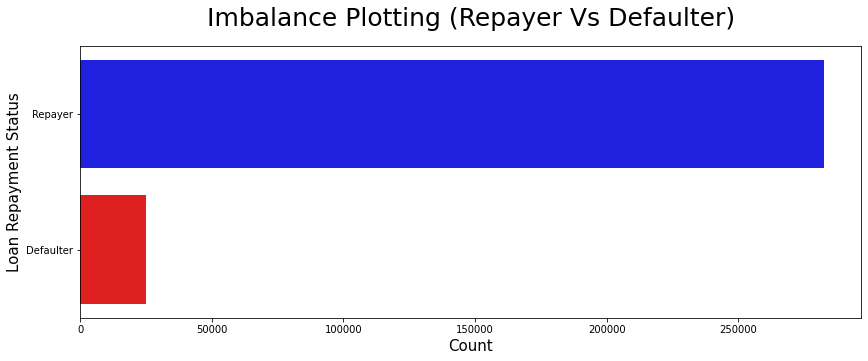 Imbalance Plotting (Repayer Vs Defaulter)
Loan Repayment Status
Repayer
Defaulter
0 50000 100000 150000 200000 250000
Count